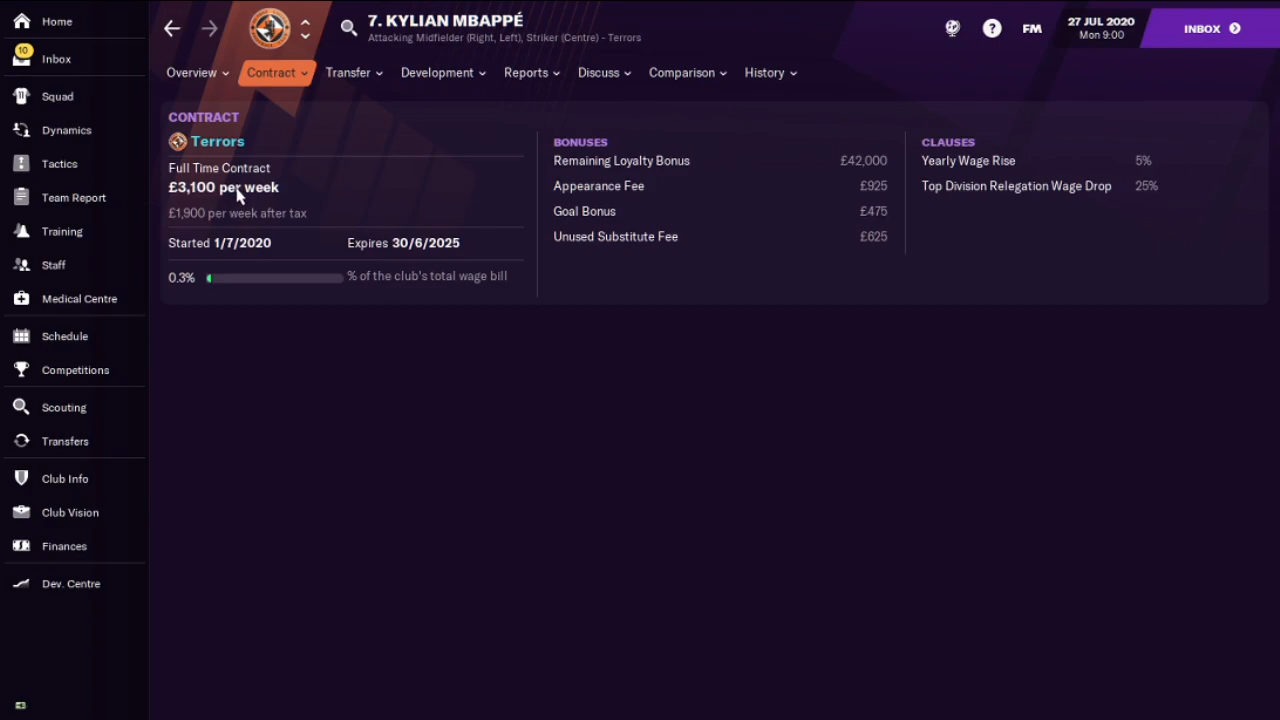 Home
10
Inbox
Squad
Dynamics
Tactics
Team Report
Training
Staff
Medical Centre
Schedule
Competitions
Scouting
Transfers
Club Info
Club Vision
Finances
Dev. Centre
7. KYLIAN MBAPPÉ
Attacking Midfielder (Right, Left), Striker (Centre) - Terrors
?
FM
27 JUL 2020
Mon 9:00
INBOX
Overview
Contract
Transfer
Development
Reports
Discuss
Comparison
History
CONTRACT
Terrors
Full Time Contract
£3,100 per week
£1,900 per week after tax
Started 1/7/2020 Expires 30/6/2025
0.3% % of the club's total wage bill
BONUSES
Remaining Loyalty Bonus £42,000
Appearance Fee £925
Goal Bonus £475
Unused Substitute Fee £625
CLAUSES
Yearly Wage Rise 5%
Top Division Relegation Wage Drop 25%